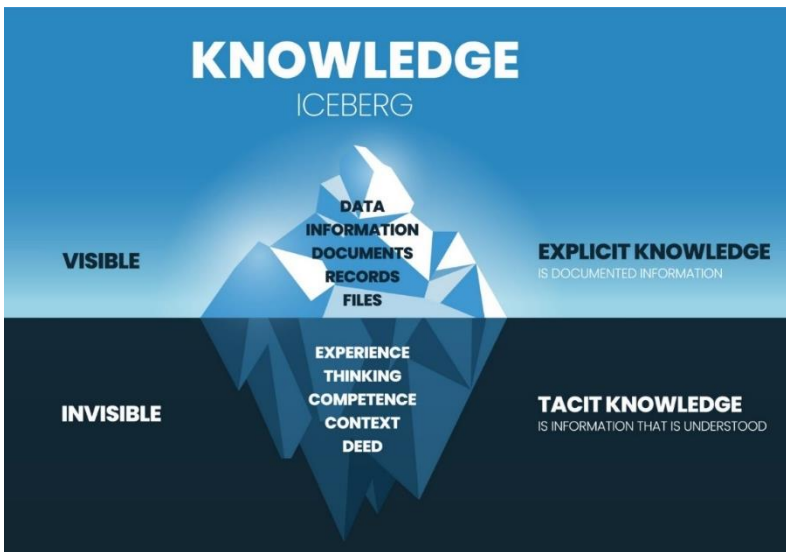 KNOWLEDGE
ICEBERG
DATA
INFORMATION
DOCUMENTS
RECORDS
FILES
VISIBLE
EXPLICIT KNOWLEDGE
IS DOCUMENTED INFORMATION
EXPERIENCE
THINKING
COMPETENCE
CONTEXT
DEED
INVISIBLE
TACIT KNOWLEDGE
IS INFORMATION THAT IS UNDERSTOOD